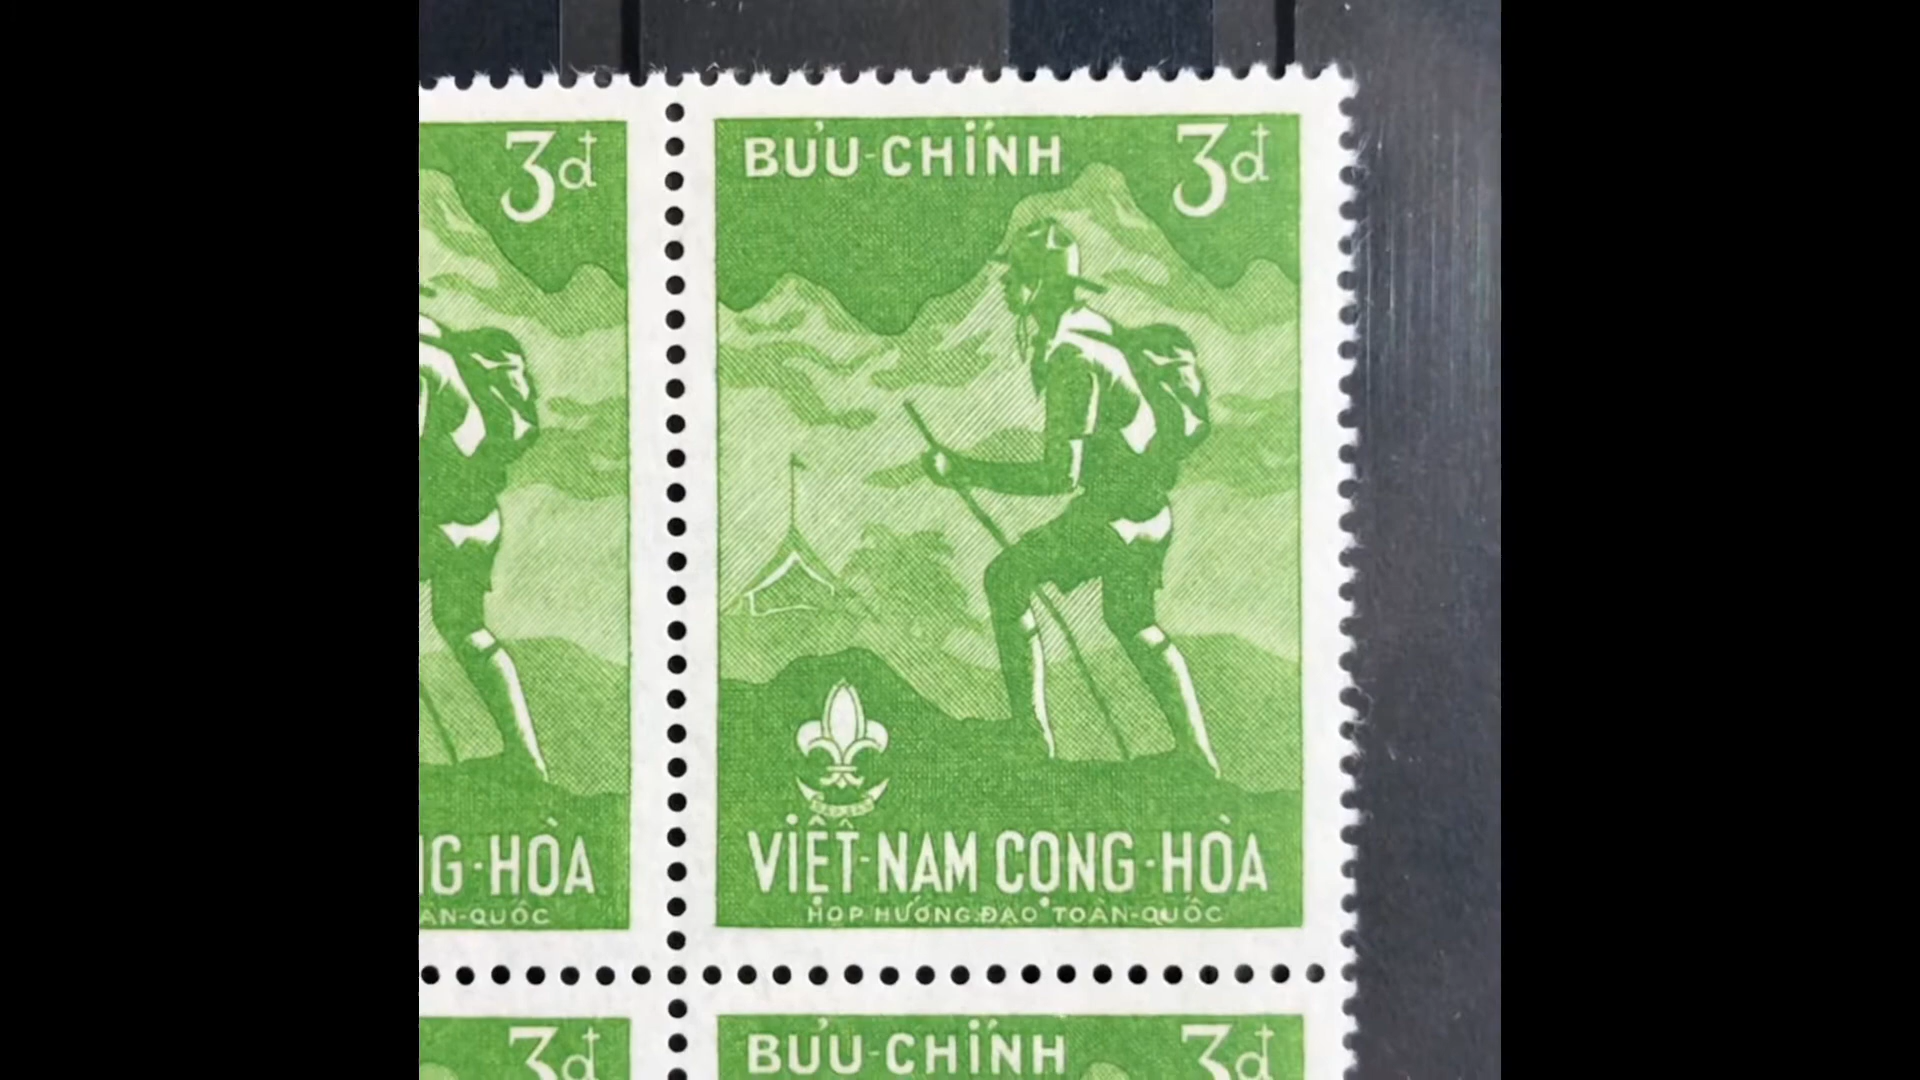 3đ
BƯU-CHÍNH 3đ
G-HÒA
VIỆT-NAM CỘNG-HÒA
ÀN-QUỐC
HỌP HƯỚNG ĐẠO TOÀN-QUỐC
3đ
BƯU-CHÍNH 3đ